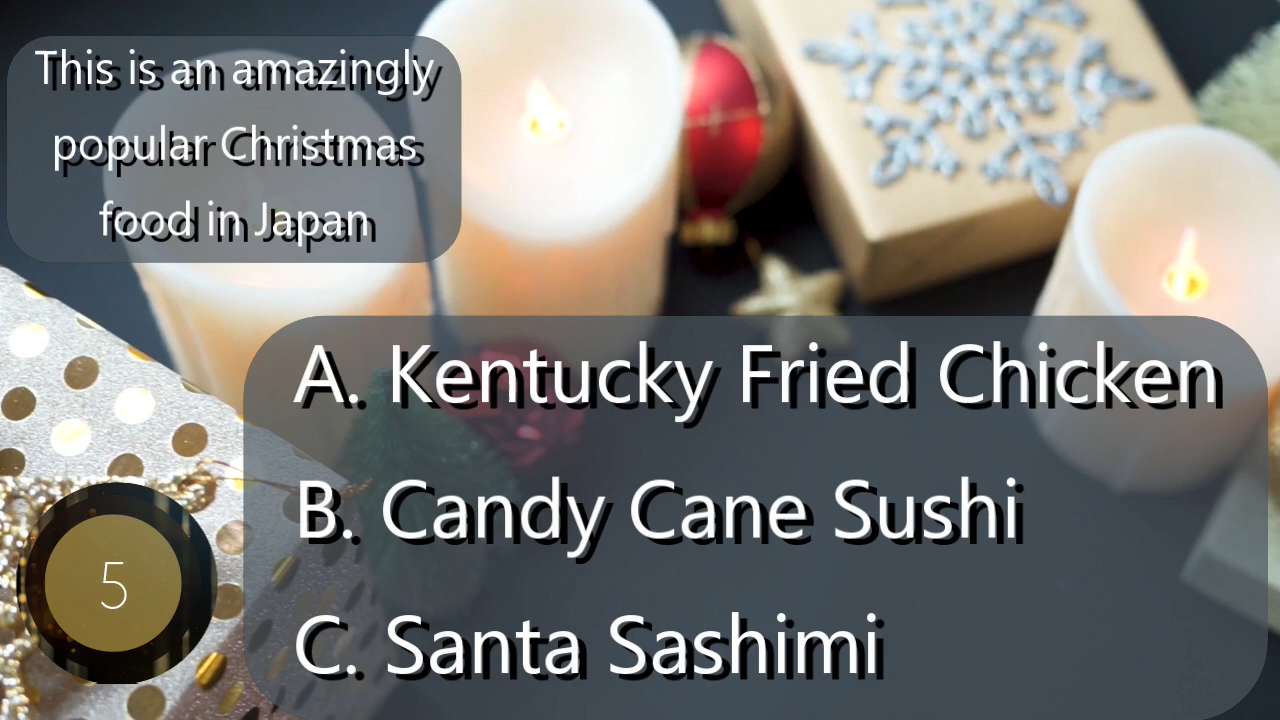 This is an amazingly
popular Christmas
food in Japan
A. Kentucky Fried Chicken
B. Candy Cane Sushi
C. Santa Sashimi
5